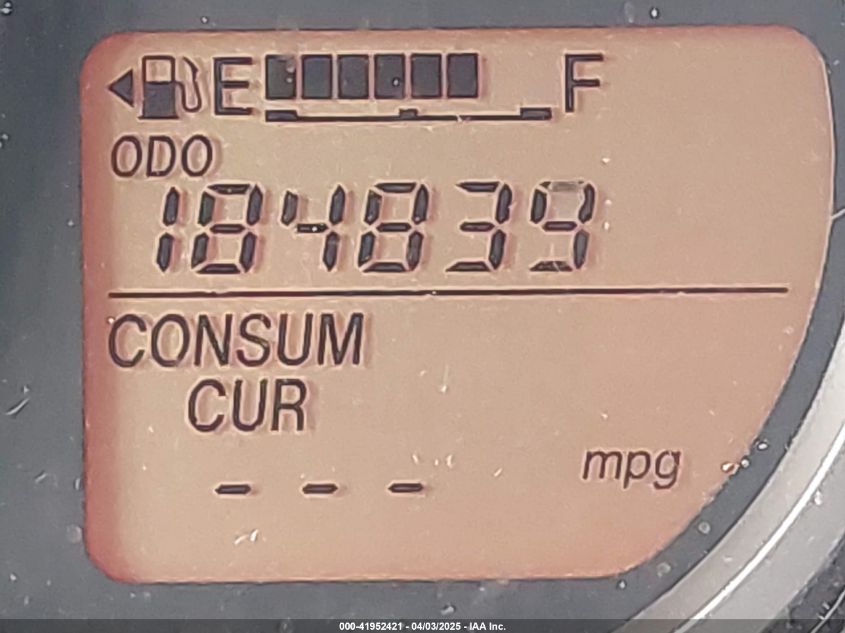 E F
ODO
184839
CONSUM
CUR
--- mpg
000-41952421 - 04/03/2025 - IAA Inc.